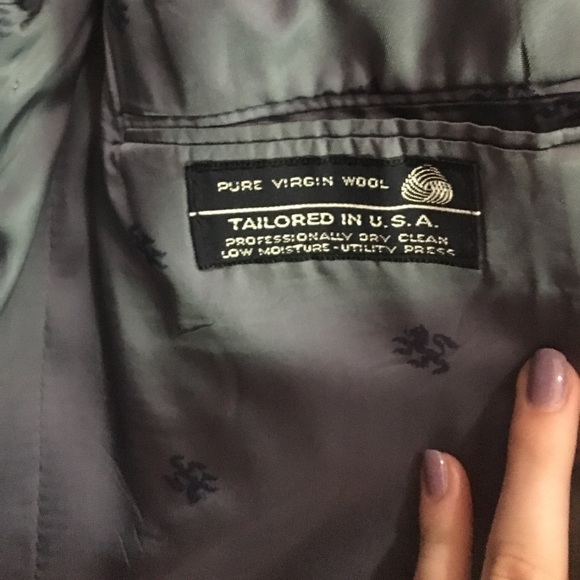 PURE VIRGIN WOOL
TAILORED IN U.S.A.
PROFESSIONALLY DRY CLEAN
LOW MOISTURE-UTILITY PRESS